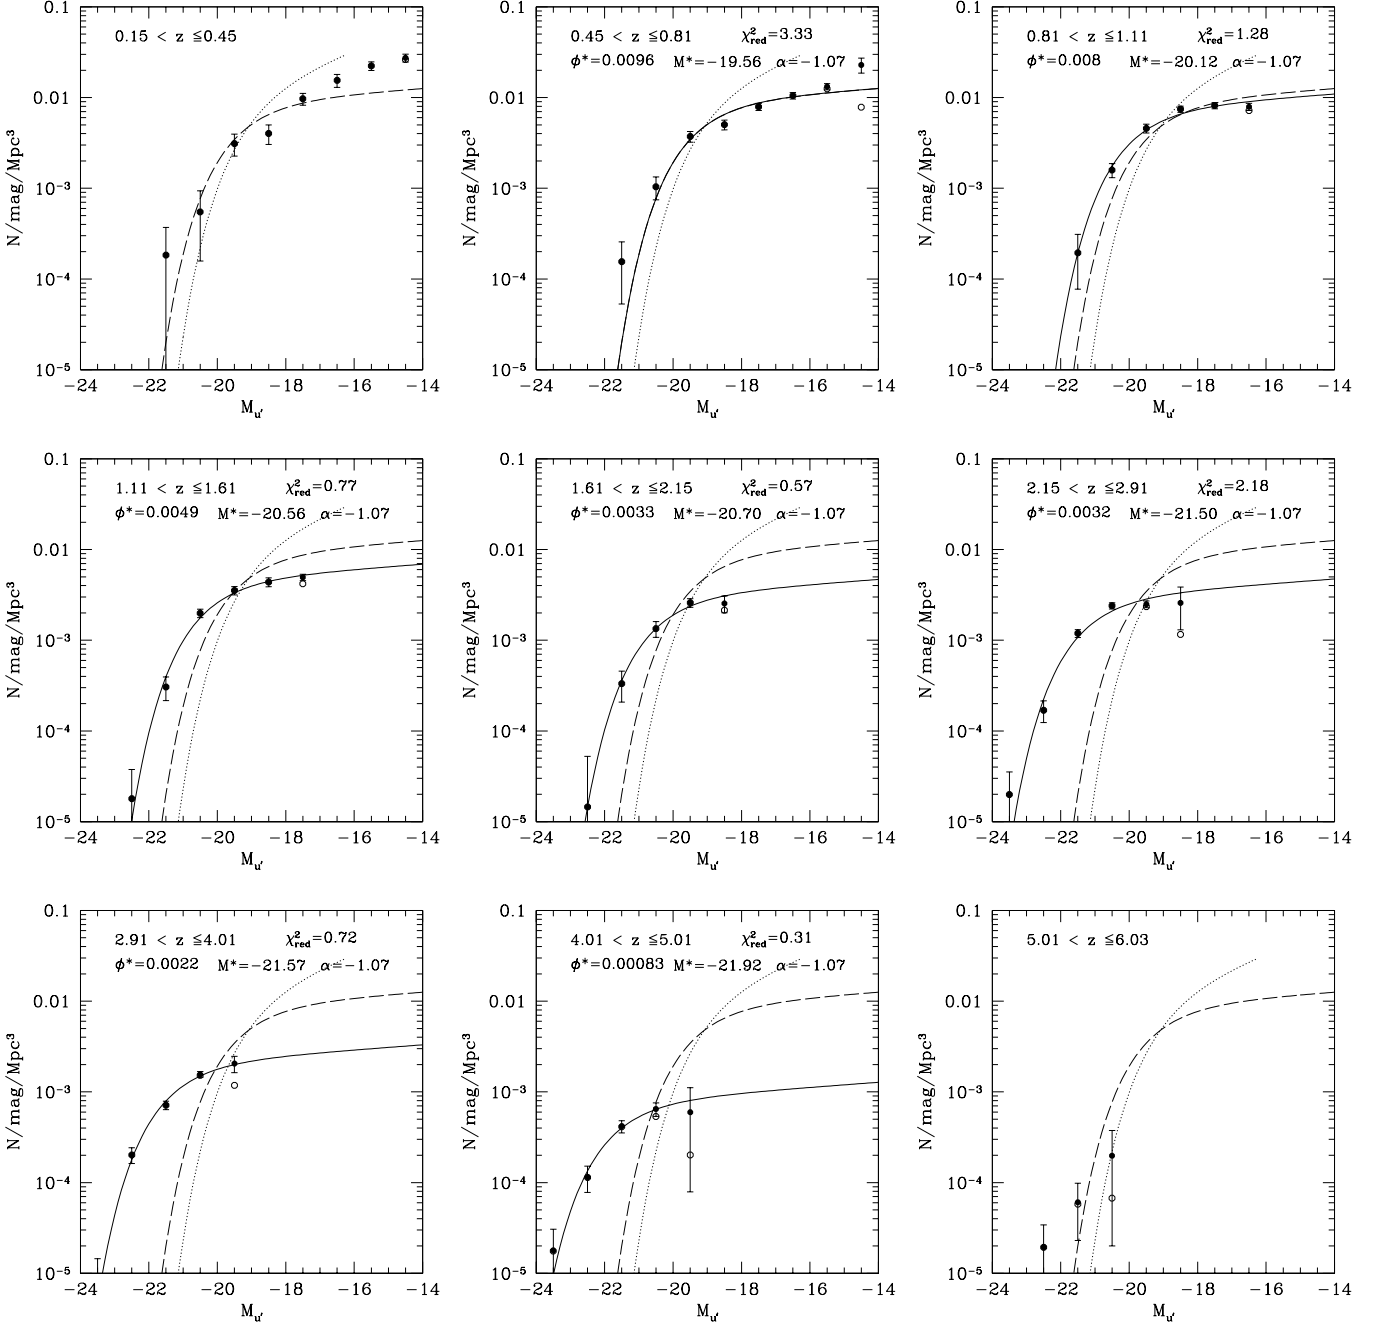 0.15 < z ≤0.45
0.1
0.01
10⁻³
10⁻⁴
10⁻⁵
N/mag/Mpc³
−24 −22 −20 −18 −16 −14
M_u′
0.45 < z ≤0.81 χ²_red=3.33
ϕ*=0.0096 M*=−19.56 α=−1.07
0.1
0.01
10⁻³
10⁻⁴
10⁻⁵
N/mag/Mpc³
−24 −22 −20 −18 −16 −14
M_u′
0.81 < z ≤1.11 χ²_red=1.28
ϕ*=0.008 M*=−20.12 α=−1.07
0.1
0.01
10⁻³
10⁻⁴
10⁻⁵
N/mag/Mpc³
−24 −22 −20 −18 −16 −14
M_u′
1.11 < z ≤1.61 χ²_red=0.77
ϕ*=0.0049 M*=−20.56 α=−1.07
0.1
0.01
10⁻³
10⁻⁴
10⁻⁵
N/mag/Mpc³
−24 −22 −20 −18 −16 −14
M_u′
1.61 < z ≤2.15 χ²_red=0.57
ϕ*=0.0033 M*=−20.70 α=−1.07
0.1
0.01
10⁻³
10⁻⁴
10⁻⁵
N/mag/Mpc³
−24 −22 −20 −18 −16 −14
M_u′
2.15 < z ≤2.91 χ²_red=2.18
ϕ*=0.0032 M*=−21.50 α=−1.07
0.1
0.01
10⁻³
10⁻⁴
10⁻⁵
N/mag/Mpc³
−24 −22 −20 −18 −16 −14
M_u′
2.91 < z ≤4.01 χ²_red=0.72
ϕ*=0.0022 M*=−21.57 α=−1.07
0.1
0.01
10⁻³
10⁻⁴
10⁻⁵
N/mag/Mpc³
−24 −22 −20 −18 −16 −14
M_u′
4.01 < z ≤5.01 χ²_red=0.31
ϕ*=0.00083 M*=−21.92 α=−1.07
0.1
0.01
10⁻³
10⁻⁴
10⁻⁵
N/mag/Mpc³
−24 −22 −20 −18 −16 −14
M_u′
5.01 < z ≤6.03
0.1
0.01
10⁻³
10⁻⁴
10⁻⁵
N/mag/Mpc³
−24 −22 −20 −18 −16 −14
M_u′